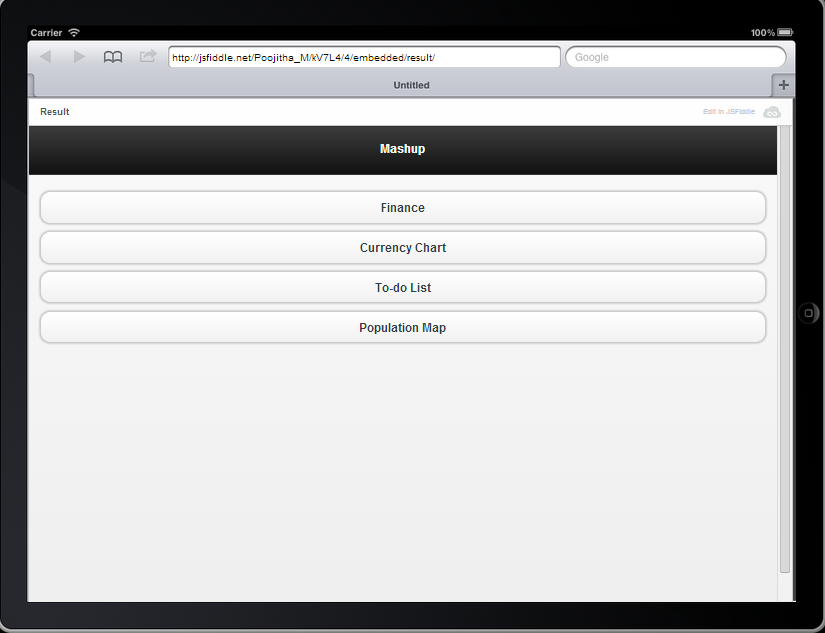 Carrier 100%
http://jsfiddle.net/Poojitha_M/kV7L4/4/embedded/result/ Google
Untitled
Result Edit in JSFiddle
Mashup
Finance
Currency Chart
To-do List
Population Map